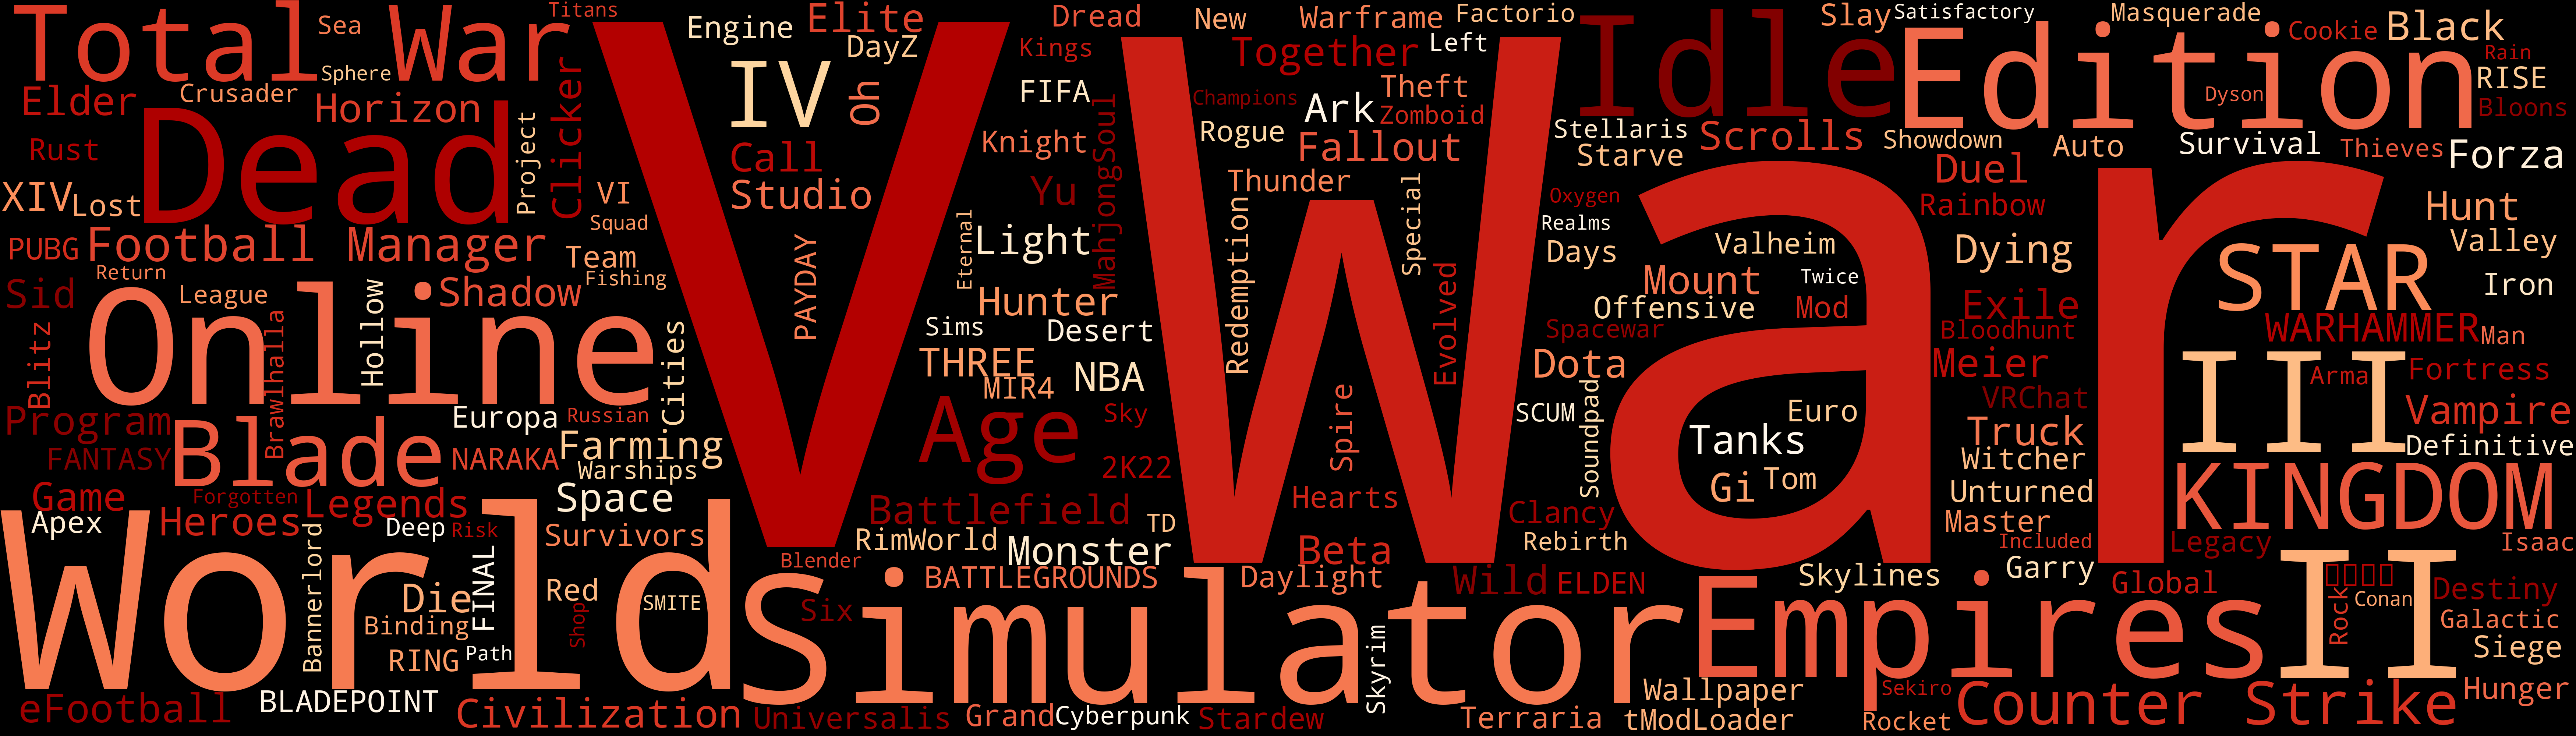 Total War
Titans
Sea
Sphere
Elder
Crusader
Horizon
Dead
Rust
Project
Clicker
XIV
Lost
VI
Squad
PUBG
Football Manager
Team
Fishing
Return
League
Sid
Shadow
Online
Blitz
Brawlhalla
Hollow
Cities
Program
Europa
Russian
FANTASY
Blade
NARAKA
Farming
Warships
Game
Forgotten
Legends
Space
Apex
Heroes
Deep
Risk
Survivors
World
Bannerlord
Die
FINAL
Red
Shop
SMITE
Binding
RING
Path
eFootball
BLADEPOINT
Civilization
V
Engine
Elite
DayZ
IV
Oh
Call
Studio
PAYDAY
Dread
Kings
FIFA
Knight
Yu
MahjongSoul
Eternal
Light
Hunter
Sims
Desert
THREE
MIR4
NBA
Age
Sky
2K22
Battlefield
TD
RimWorld
Monster
Blender
War
New
Warframe
Factorio
Together
Left
Theft
Champions
Ark
Zomboid
Rogue
Fallout
Thunder
Redemption
Special
Evolved
Spire
Hearts
Beta
Idle
Edition
Slay
Satisfactory
Masquerade
Cookie
Black
Rain
RISE
Dyson
Bloons
Stellaris
Scrolls
Showdown
Auto
Survival
Thieves
Forza
Starve
Duel
Oxygen
Rainbow
Realms
Days
Valheim
Dying
Hunt
Valley
Mount
Twice
STAR
Iron
Offensive
Mod
Exile
Spacewar
Bloodhunt
WARHAMMER
Man
Dota
Meier
III
Arma
Fortress
SCUM
Soundpad
Euro
VRChat
Vampire
Tanks
Truck
Definitive
Gi
Tom
Witcher
KINGDOM
Unturned
Clancy
Master
Rebirth
Included
Legacy
Isaac
Simulator
BATTLEGROUNDS
Daylight
Wild
ELDEN
Skylines
Garry
Global
II
Destiny
Six
Empires
Rock
Conan
Galactic
Siege
Skyrim
Wallpaper
Sekiro
Counter Strike
Hunger
Universalis
Grand
Cyberpunk
Stardew
Terraria
tModLoader
Rocket